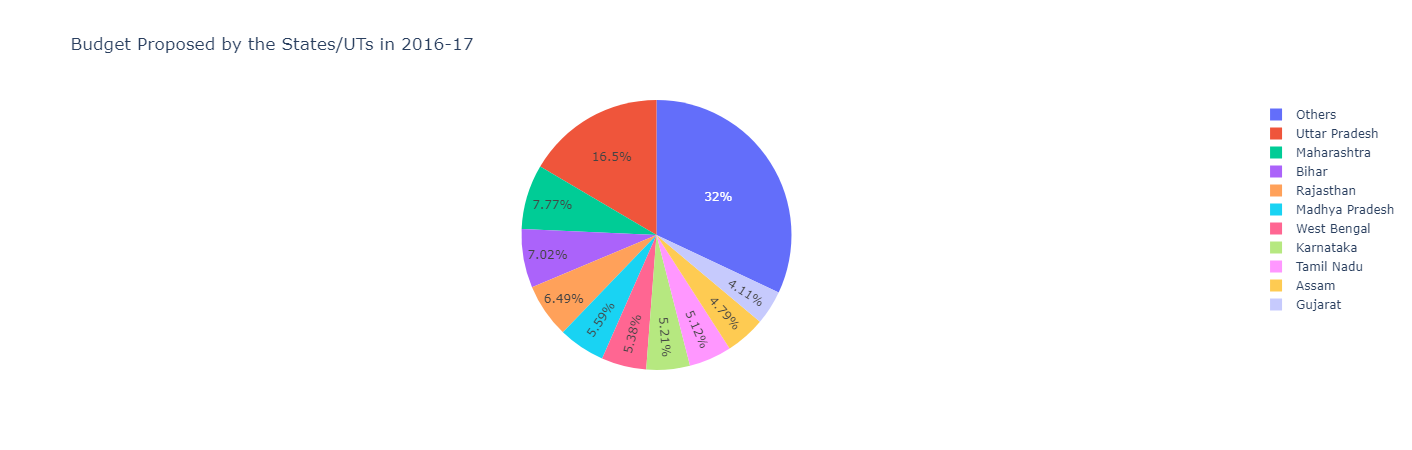 Budget Proposed by the States/UTs in 2016-17
32%
16.5%
7.77%
7.02%
6.49%
5.59%
5.38%
5.21%
5.12%
4.79%
4.11%
Others
Uttar Pradesh
Maharashtra
Bihar
Rajasthan
Madhya Pradesh
West Bengal
Karnataka
Tamil Nadu
Assam
Gujarat